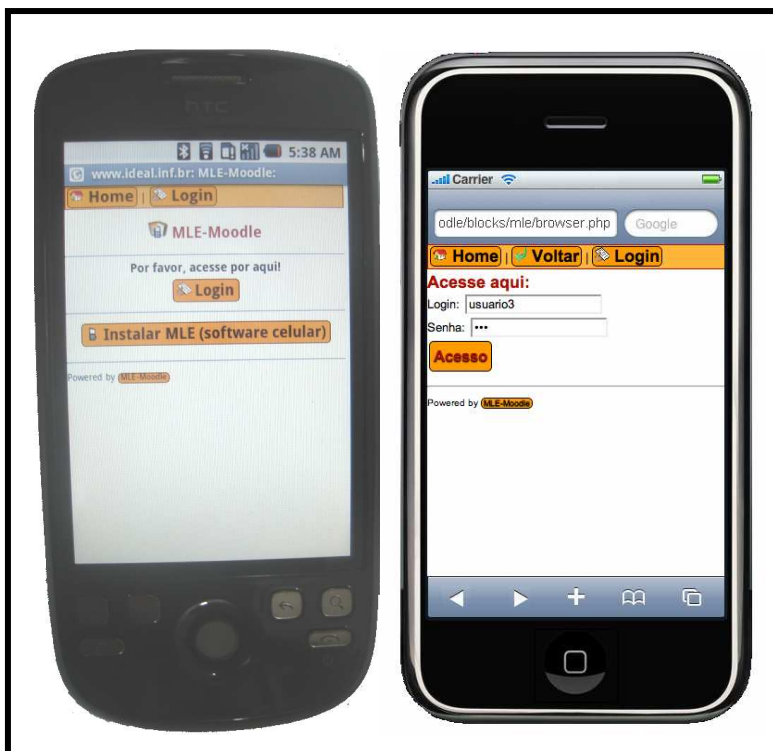 hTC
5:38 AM
www.ideal.inf.br: MLE-Moodle:
Home | Login
MLE-Moodle
Por favor, acesse por aqui!
Login
Instalar MLE (software celular)
Powered by MLE-Moodle
Carrier
odle/blocks/mle/browser.php Google
Home | Voltar | Login
Acesse aqui:
Login: usuario3
Senha: •••
Acesso
Powered by MLE-Moodle